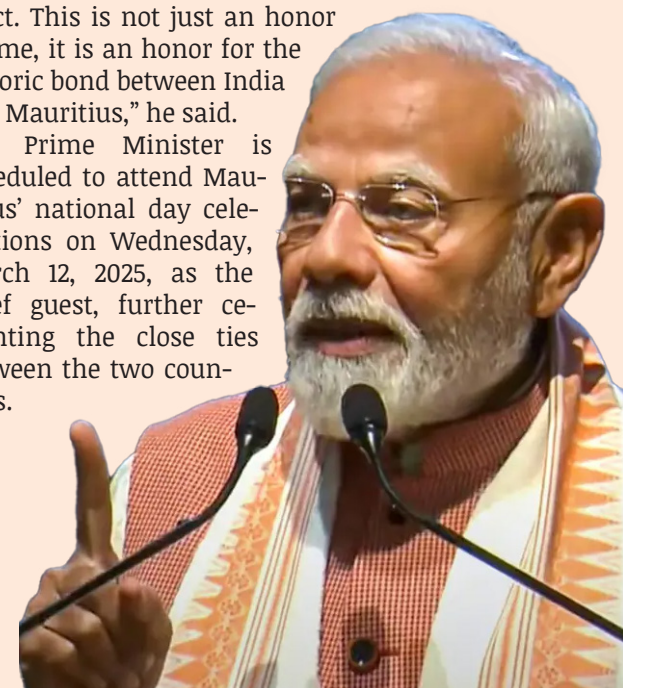 ct. This is not just an honor
me, it is an honor for the
oric bond between India
Mauritius,” he said.
Prime Minister is
eduled to attend Mau-
us’ national day cele-
tions on Wednesday,
rch 12, 2025, as the
ef guest, further ce-
nting the close ties
ween the two coun-
s.